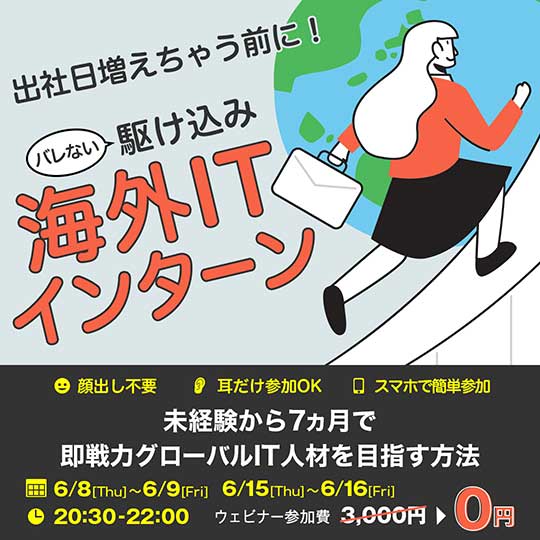 出社日増えちゃう前に！
バレない
駆け込み
海外IT
インターン
顔出し不要 耳だけ参加OK スマホで簡単参加
未経験から7ヵ月で
即戦力グローバルIT人材を目指す方法
6/8[Thu]～6/9[Fri] 6/15[Thu]～6/16[Fri]
20:30-22:00 ウェビナー参加費 3,000円▶0円